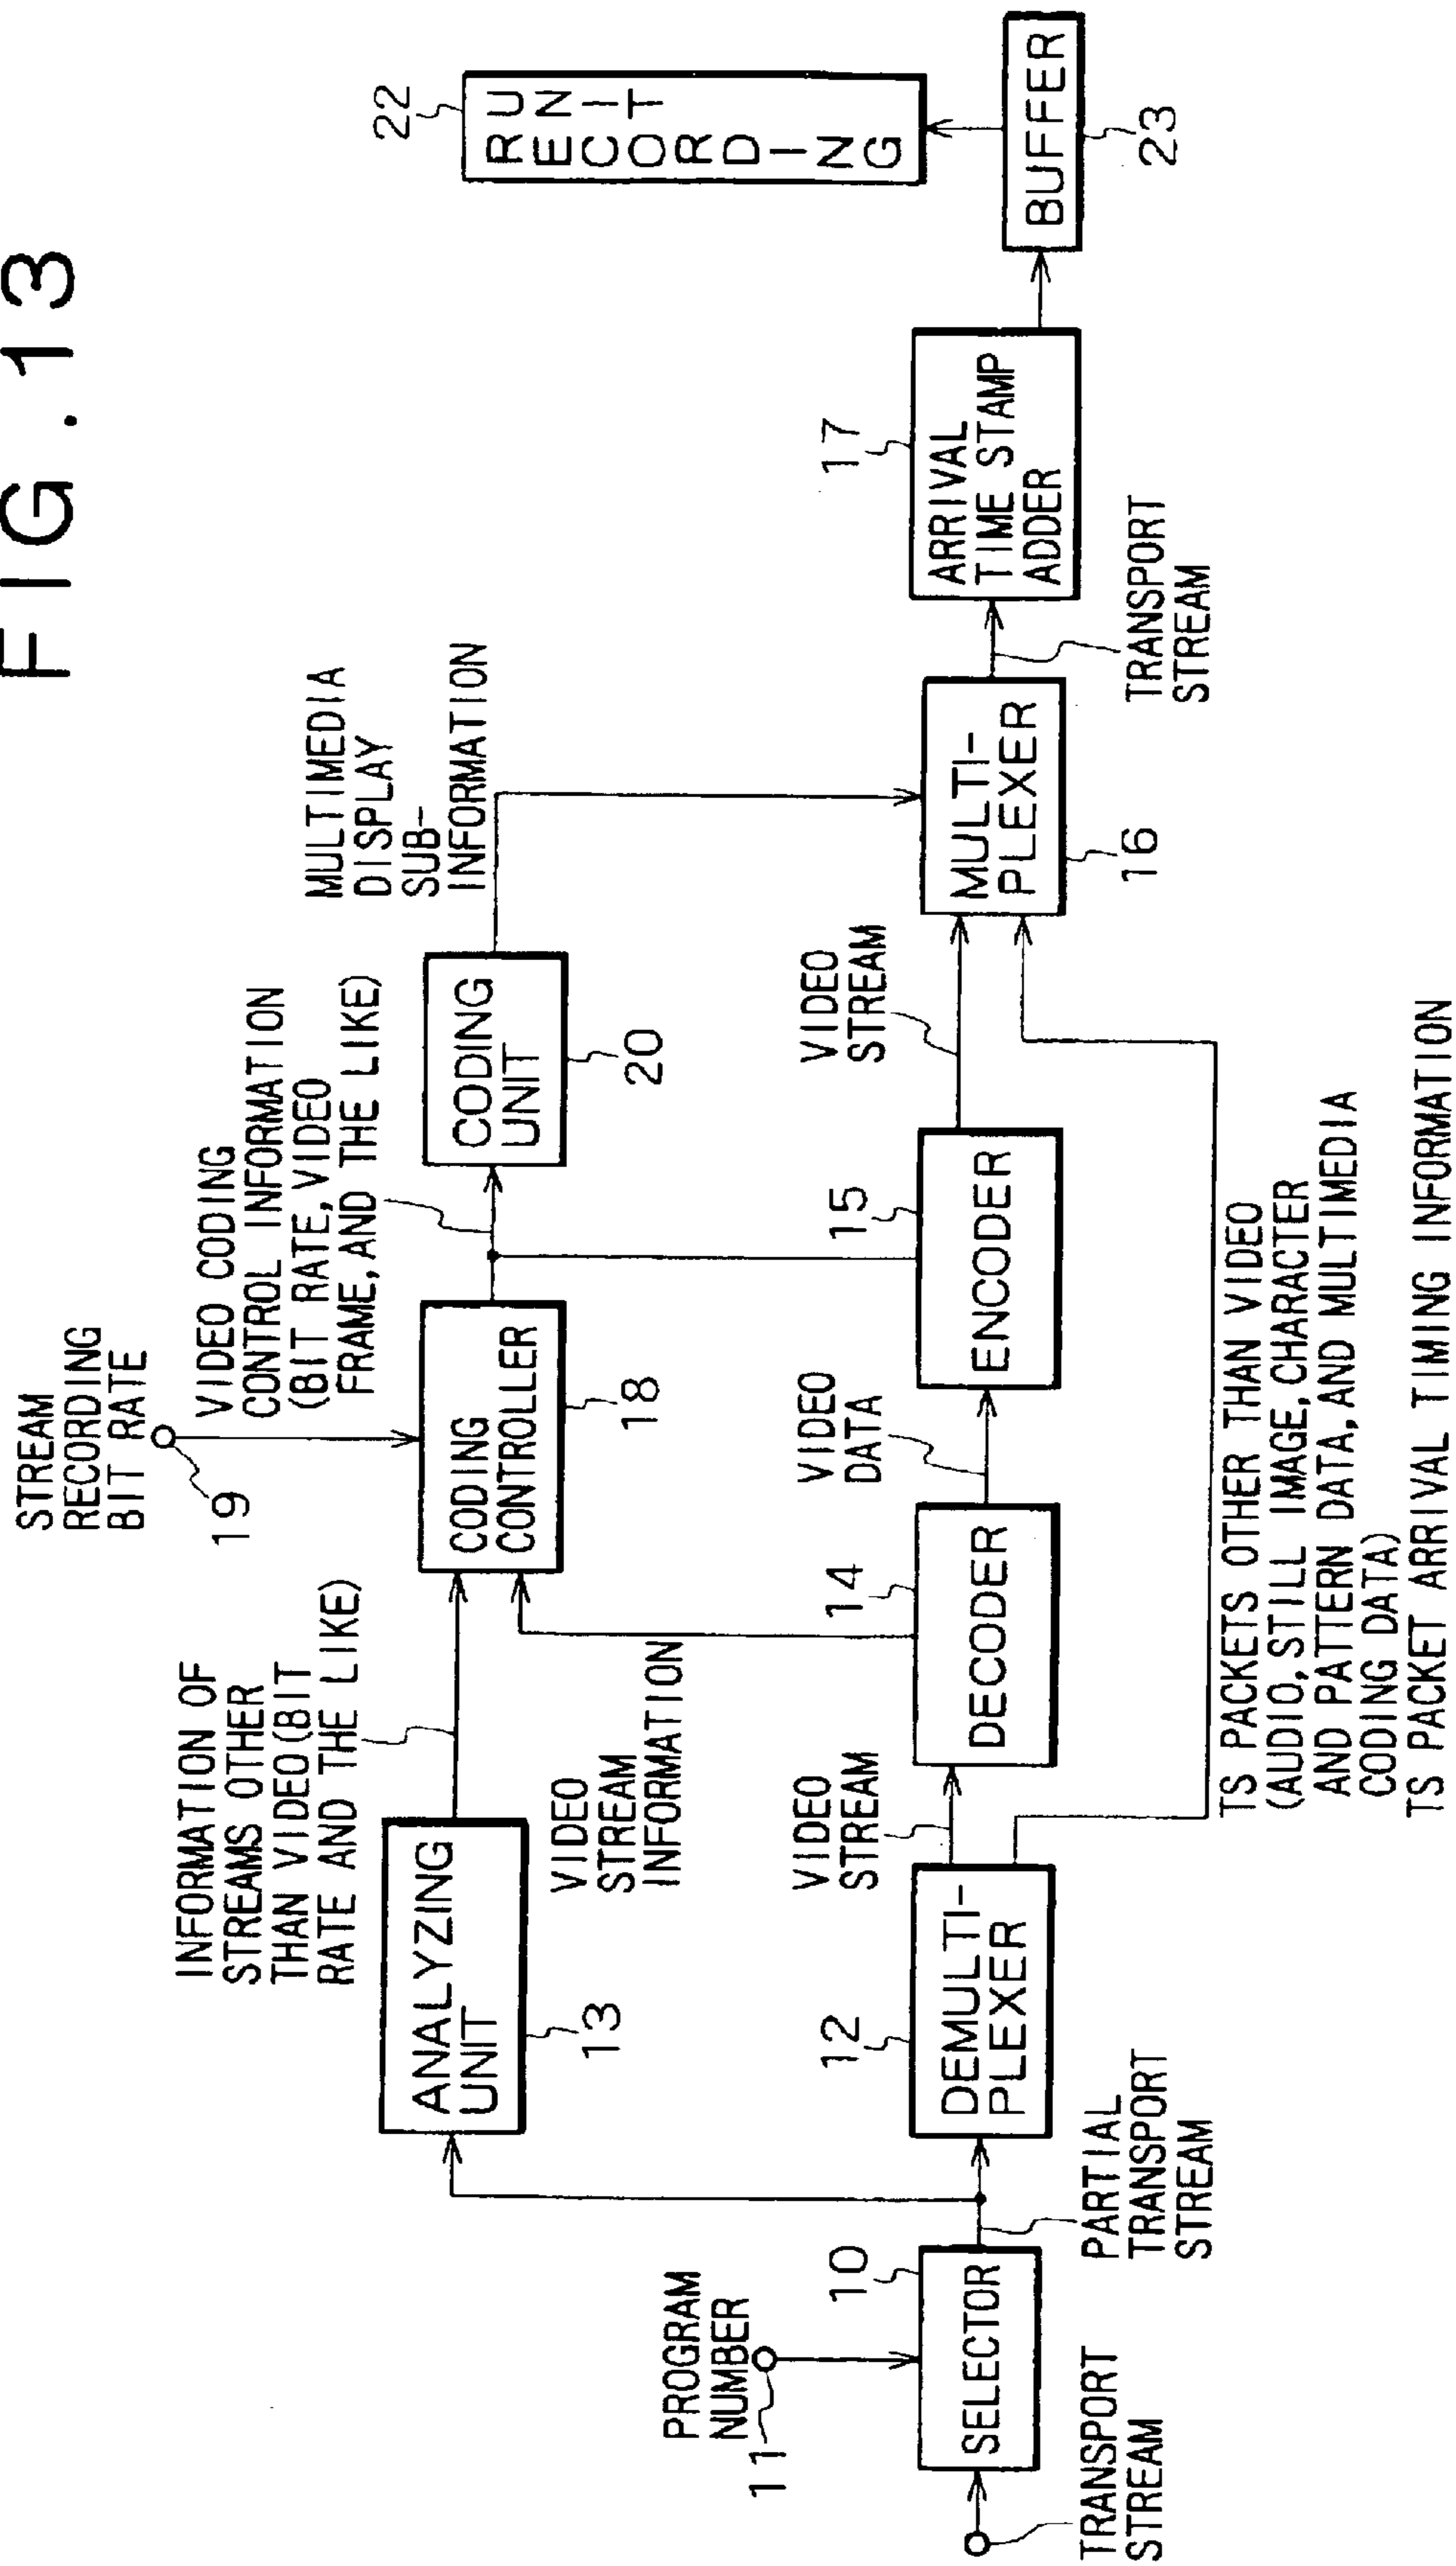 FIG. 13
STREAM
RECORDING
BIT RATE
19
VIDEO CODING
CONTROL INFORMATION
(BIT RATE, VIDEO
FRAME, AND THE LIKE)
INFORMATION OF
STREAMS OTHER
THAN VIDEO (BIT
RATE AND THE LIKE)
MULTIMEDIA
DISPLAY
SUB-
INFORMATION
22
RECORDING
UNIT
ANALYZING
UNIT
13
CODING
CONTROLLER
18
CODING
UNIT
20
VIDEO
STREAM
INFORMATION
PROGRAM
NUMBER
11
10
SELECTOR
TRANSPORT
STREAM
PARTIAL
TRANSPORT
STREAM
12
DEMULTI-
PLEXER
VIDEO
STREAM
14
DECODER
VIDEO
DATA
15
ENCODER
VIDEO
STREAM
MULTI-
PLEXER
16
TRANSPORT
STREAM
17
ARRIVAL
TIME STAMP
ADDER
BUFFER
23
TS PACKETS OTHER THAN VIDEO
(AUDIO, STILL IMAGE, CHARACTER
AND PATTERN DATA, AND MULTIMEDIA
CODING DATA)
TS PACKET ARRIVAL TIMING INFORMATION